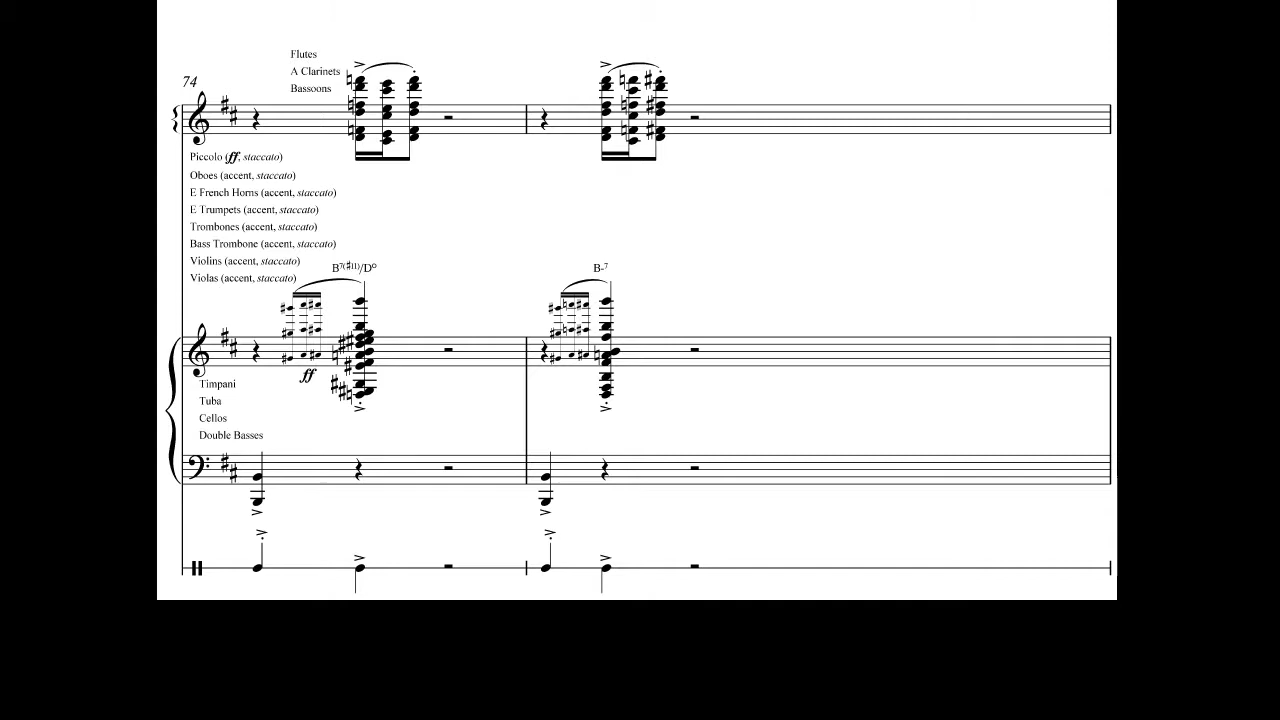 Flutes
74
A Clarinets
Bassoons
Piccolo (ff, staccato)
Oboes (accent, staccato)
E French Horns (accent, staccato)
E Trumpets (accent, staccato)
Trombones (accent, staccato)
Bass Trombone (accent, staccato)
Violins (accent, staccato)
B7(#11)/D° B-7
Violas (accent, staccato)
ff
Timpani
Tuba
Cellos
Double Basses